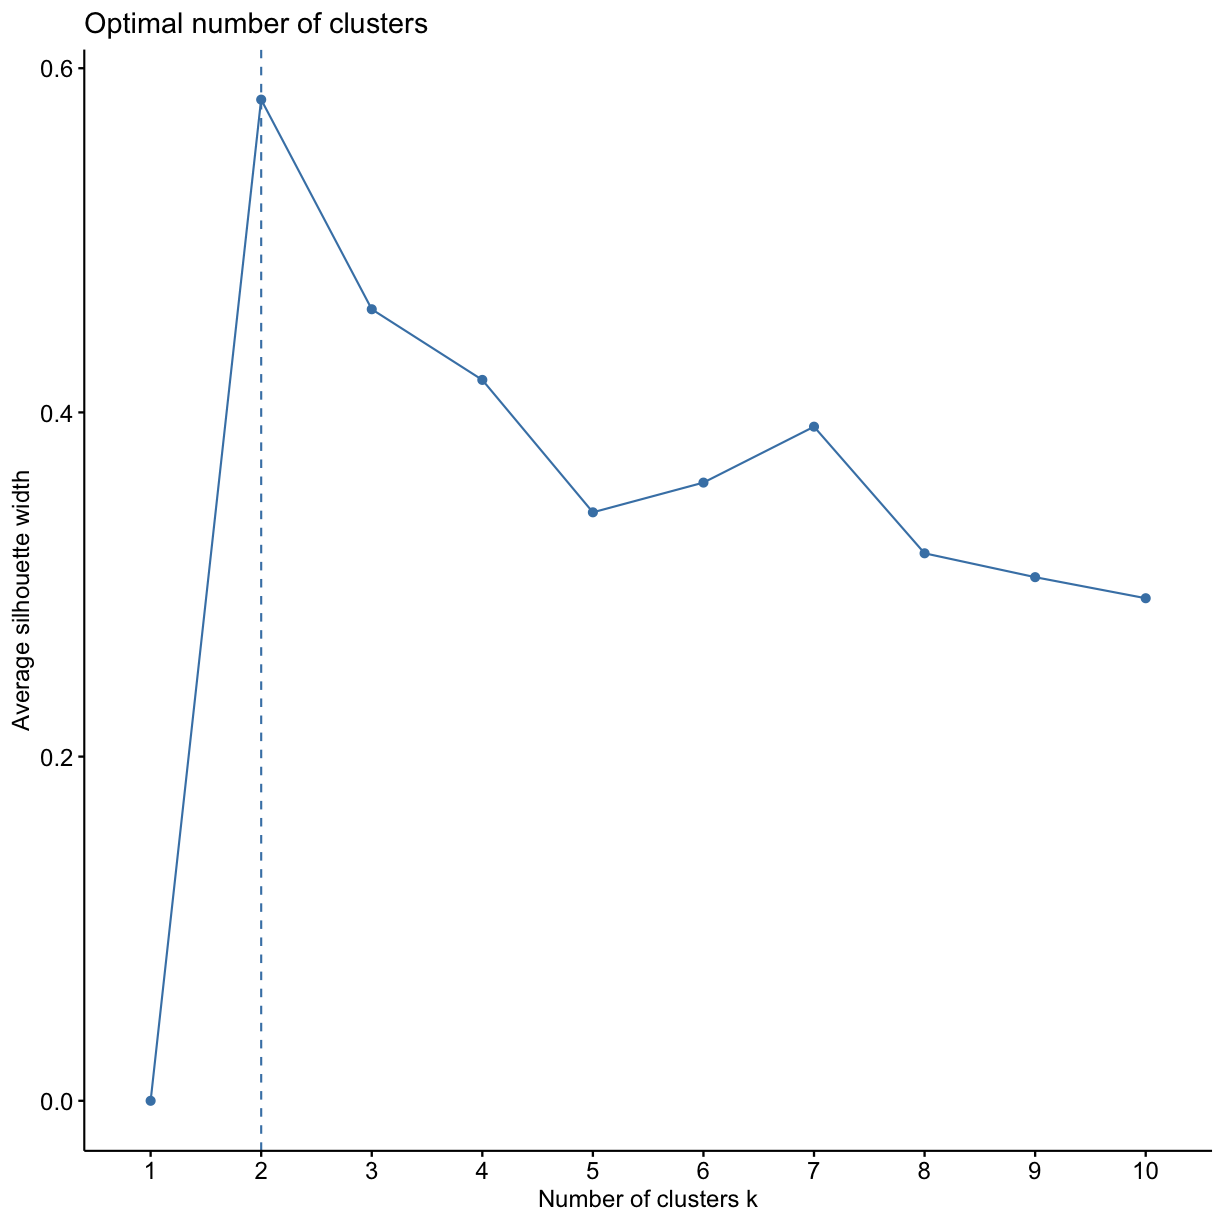 Optimal number of clusters
0.6
0.4
0.2
0.0
Average silhouette width
1 2 3 4 5 6 7 8 9 10
Number of clusters k